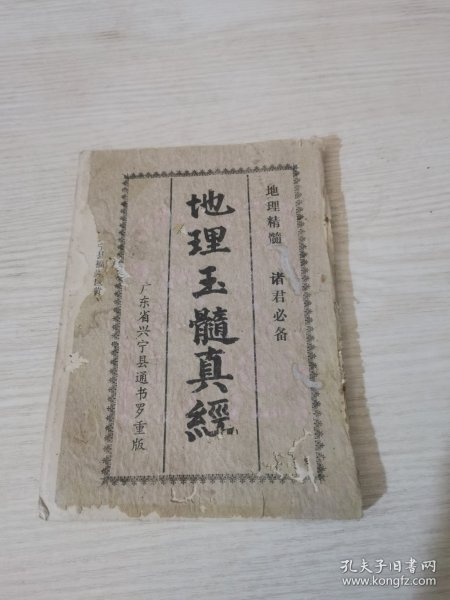 地理精髓 诸君必备
地理玉髓真經
广东省兴宁县通书罗重版
孔夫子旧书网
www.kongfz.com